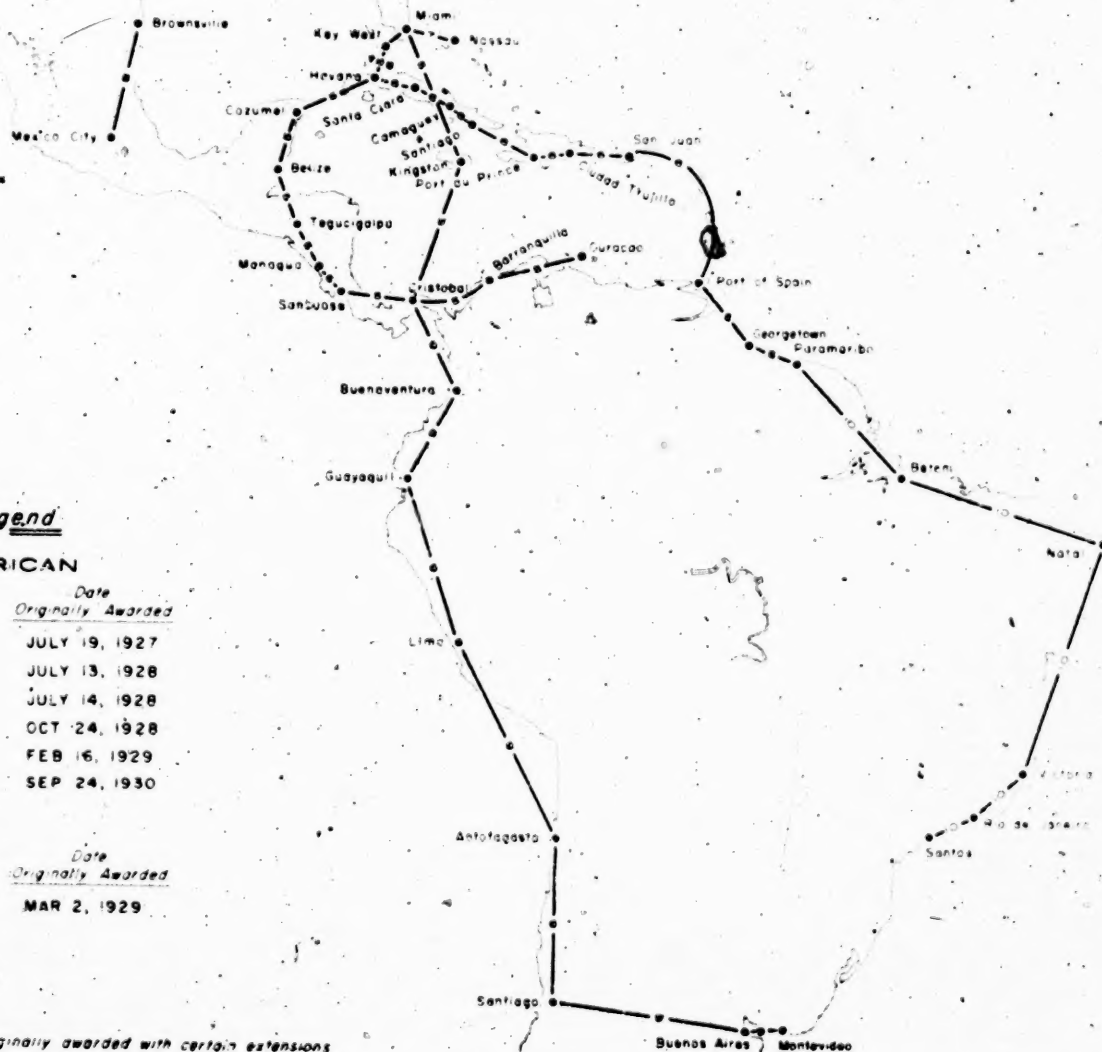 Brownsville
Miami
Key West
Nassau
Havana
Santa Clara
Cozumel
Camaguey
Mexico City
Santiago
San Juan
Kingston
Port au Prince
Belize
Ciudad Trujillo
Tegucigalpa
Barranquilla
Curacao
Managua
Cristobal
Port of Spain
Georgetown
Paramaribo
Buenaventura
Guayaquil
Belem
gend
RICAN
Natal
Date
Originally Awarded
JULY 19, 1927
JULY 13, 1928
JULY 14, 1928
OCT 24, 1928
FEB 16, 1929
SEP 24, 1930
Lima
Victoria
Rio de Janeiro
Antofagasta
Santos
Date
Originally Awarded
MAR 2, 1929
Santiago
Buenos Aires
Montevideo
ginally awarded with certain extensions